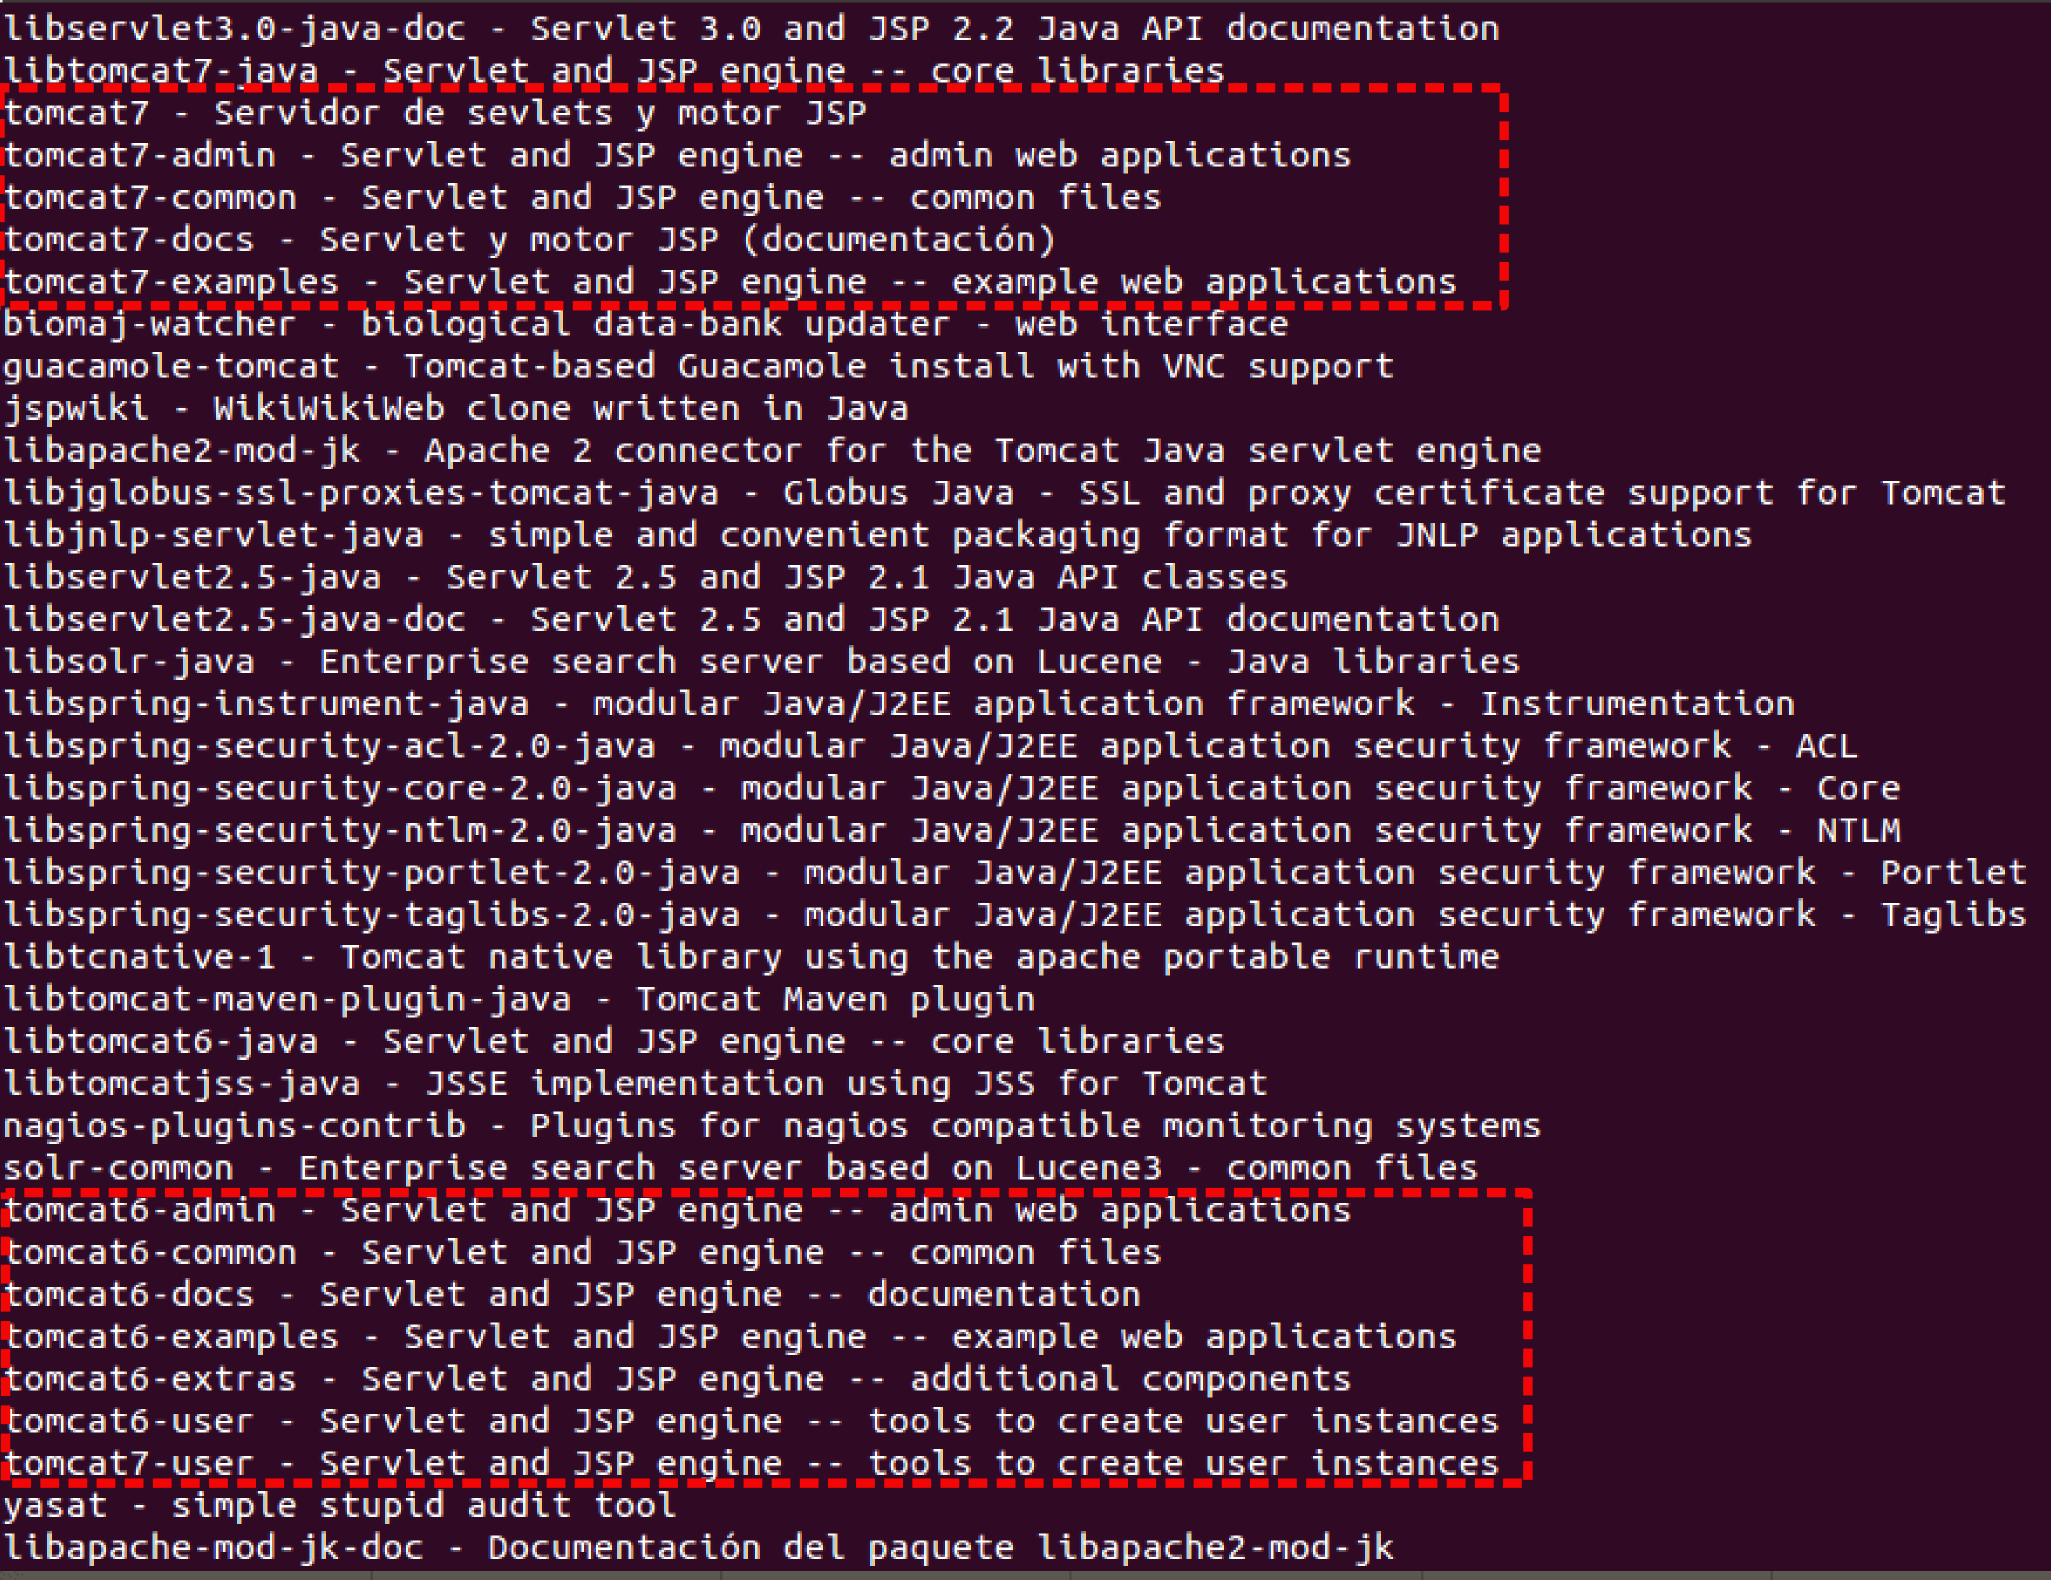 libservlet3.0-java-doc - Servlet 3.0 and JSP 2.2 Java API documentation
libtomcat7-java - Servlet and JSP engine -- core libraries
tomcat7 - Servidor de sevlets y motor JSP
tomcat7-admin - Servlet and JSP engine -- admin web applications
tomcat7-common - Servlet and JSP engine -- common files
tomcat7-docs - Servlet y motor JSP (documentación)
tomcat7-examples - Servlet and JSP engine -- example web applications
biomaj-watcher - biological data-bank updater - web interface
guacamole-tomcat - Tomcat-based Guacamole install with VNC support
jspwiki - WikiWikiWeb clone written in Java
libapache2-mod-jk - Apache 2 connector for the Tomcat Java servlet engine
libjglobus-ssl-proxies-tomcat-java - Globus Java - SSL and proxy certificate support for Tomcat
libjnlp-servlet-java - simple and convenient packaging format for JNLP applications
libservlet2.5-java - Servlet 2.5 and JSP 2.1 Java API classes
libservlet2.5-java-doc - Servlet 2.5 and JSP 2.1 Java API documentation
libsolr-java - Enterprise search server based on Lucene - Java libraries
libspring-instrument-java - modular Java/J2EE application framework - Instrumentation
libspring-security-acl-2.0-java - modular Java/J2EE application security framework - ACL
libspring-security-core-2.0-java - modular Java/J2EE application security framework - Core
libspring-security-ntlm-2.0-java - modular Java/J2EE application security framework - NTLM
libspring-security-portlet-2.0-java - modular Java/J2EE application security framework - Portlet
libspring-security-taglibs-2.0-java - modular Java/J2EE application security framework - Taglibs
libtcnative-1 - Tomcat native library using the apache portable runtime
libtomcat-maven-plugin-java - Tomcat Maven plugin
libtomcat6-java - Servlet and JSP engine -- core libraries
libtomcatjss-java - JSSE implementation using JSS for Tomcat
nagios-plugins-contrib - Plugins for nagios compatible monitoring systems
solr-common - Enterprise search server based on Lucene3 - common files
tomcat6-admin - Servlet and JSP engine -- admin web applications
tomcat6-common - Servlet and JSP engine -- common files
tomcat6-docs - Servlet and JSP engine -- documentation
tomcat6-examples - Servlet and JSP engine -- example web applications
tomcat6-extras - Servlet and JSP engine -- additional components
tomcat6-user - Servlet and JSP engine -- tools to create user instances
tomcat7-user - Servlet and JSP engine -- tools to create user instances
yasat - simple stupid audit tool
libapache-mod-jk-doc - Documentación del paquete libapache2-mod-jk